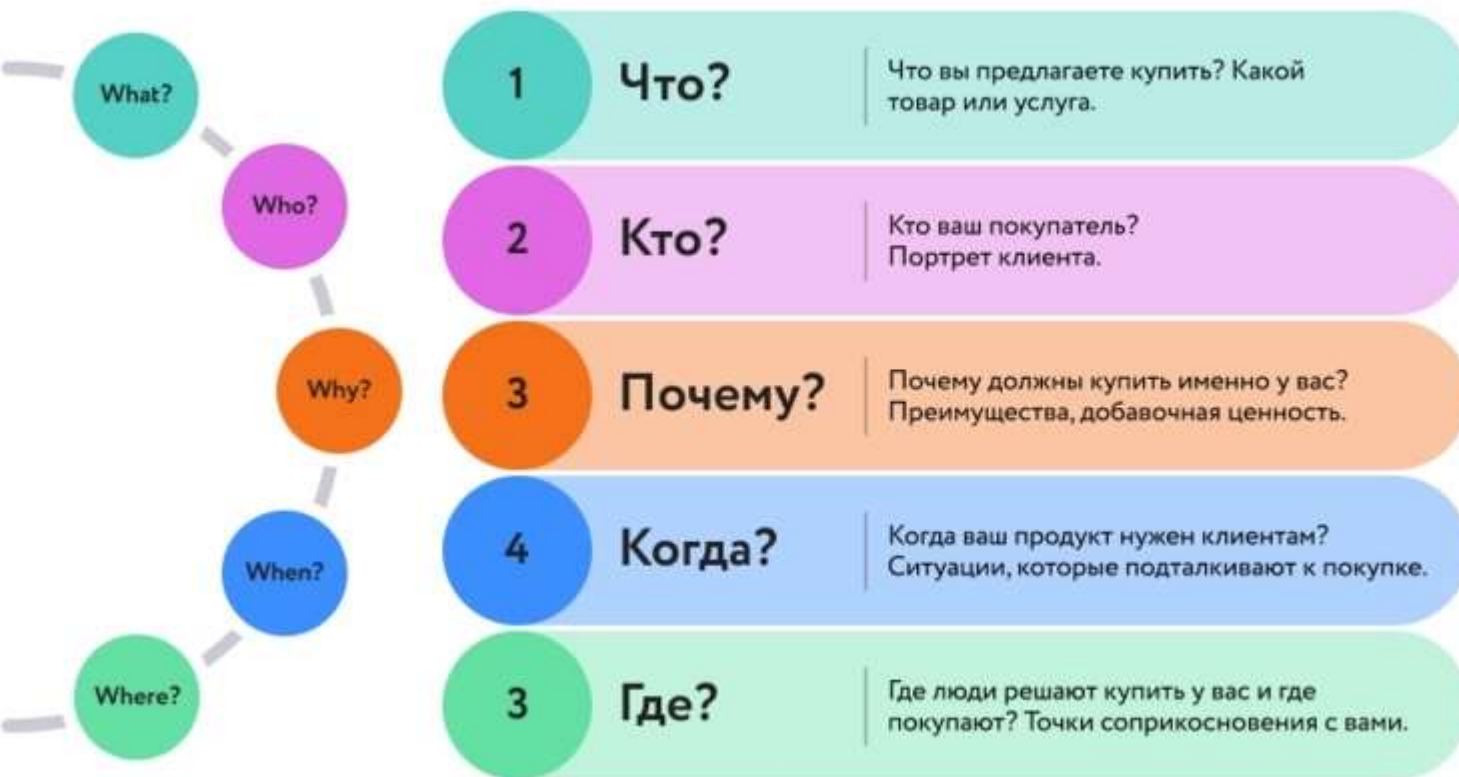 What?
Who?
Why?
When?
Where?
1
Что?
Что вы предлагаете купить? Какой
товар или услуга.
2
Кто?
Кто ваш покупатель?
Портрет клиента.
3
Почему?
Почему должны купить именно у вас?
Преимущества, добавочная ценность.
4
Когда?
Когда ваш продукт нужен клиентам?
Ситуации, которые подталкивают к покупке.
3
Где?
Где люди решают купить у вас и где
покупают? Точки соприкосновения с вами.